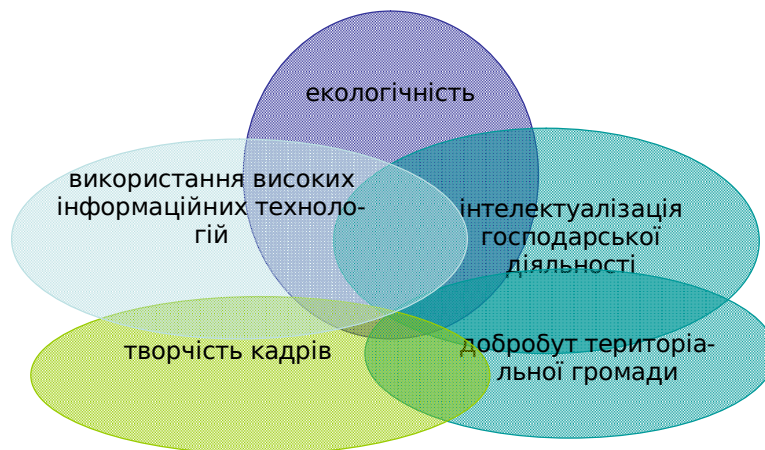 екологічність
використання високих
інформаційних техноло-
гій
інтелектуалізація
господарської
діяльності
творчість кадрів
добробут територіа-
льної громади